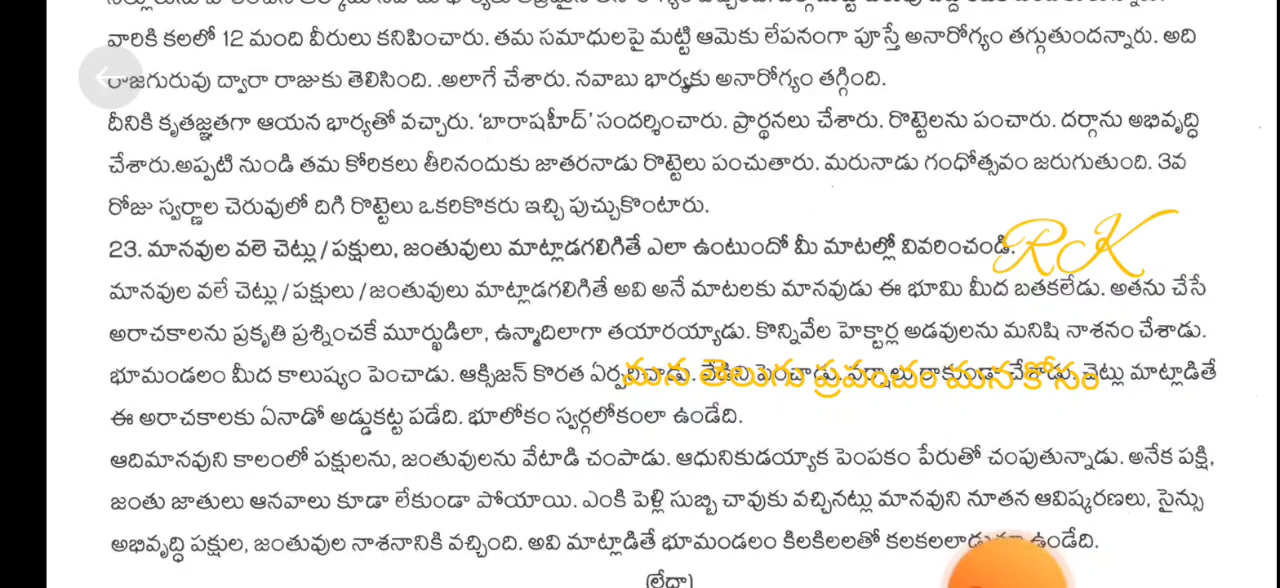 వారికి కలలో 12 మంది వీరులు కనిపించారు. తమ సమాధులపై మట్టి ఆమెకు లేపనంగా పూస్తే అనారోగ్యం తగ్గుతుందన్నారు. అది
రాజగురువు ద్వారా రాజుకు తెలిసింది. .అలాగే చేశారు. నవాబు భార్యకు అనారోగ్యం తగ్గింది.
దీనికి కృతజ్ఞతగా ఆయన భార్యతో వచ్చారు. ‘బారాషహీద్’ సందర్శించారు. ప్రార్థనలు చేశారు. రొట్టెలను పంచారు. దర్గాను అభివృద్ధి
చేశారు.అప్పటి నుండి తమ కోరికలు తీరినందుకు జాతరనాడు రొట్టెలు పంచుతారు. మరునాడు గంధోత్సవం జరుగుతుంది. 3వ
రోజు స్వర్ణాల చెరువులో దిగి రొట్టెలు ఒకరికొకరు ఇచ్చి పుచ్చుకొంటారు.
23. మానవుల వలె చెట్లు / పక్షులు, జంతువులు మాట్లాడగలిగితే ఎలా ఉంటుందో మీ మాటల్లో వివరించండి.
RK
మానవుల వలే చెట్లు / పక్షులు / జంతువులు మాట్లాడగలిగితే అవి అనే మాటలకు మానవుడు ఈ భూమి మీద బతకలేడు. అతను చేసే
అరాచకాలను ప్రకృతి ప్రశ్నించకే మూర్ఖుడిలా, ఉన్మాదిలాగా తయారయ్యాడు. కొన్నివేల హెక్టార్ల అడవులను మనిషి నాశనం చేశాడు.
భూమండలం మీద కాలుష్యం పెంచాడు. ఆక్సిజన్ కొరత ఏర్పరిచాడు. వేడిని పెంచాడు. వర్షాలు రాకుండా చేశాడు. చెట్లు మాట్లాడితే
మన తెలుగు ప్రపంచం మన కోసం
ఈ అరాచకాలకు ఏనాడో అడ్డుకట్ట పడేది. భూలోకం స్వర్గలోకంలా ఉండేది.
ఆదిమానవుని కాలంలో పక్షులను, జంతువులను వేటాడి చంపాడు. ఆధునికుడయ్యాక పెంపకం పేరుతో చంపుతున్నాడు. అనేక పక్షి,
జంతు జాతులు ఆనవాలు కూడా లేకుండా పోయాయి. ఎంకి పెళ్లి సుబ్బి చావుకు వచ్చినట్లు మానవుని నూతన ఆవిష్కరణలు, సైన్సు
అభివృద్ధి పక్షుల, జంతువుల నాశనానికి వచ్చింది. అవి మాట్లాడితే భూమండలం కిలకిలలతో ఉండేది.
(లేదా)